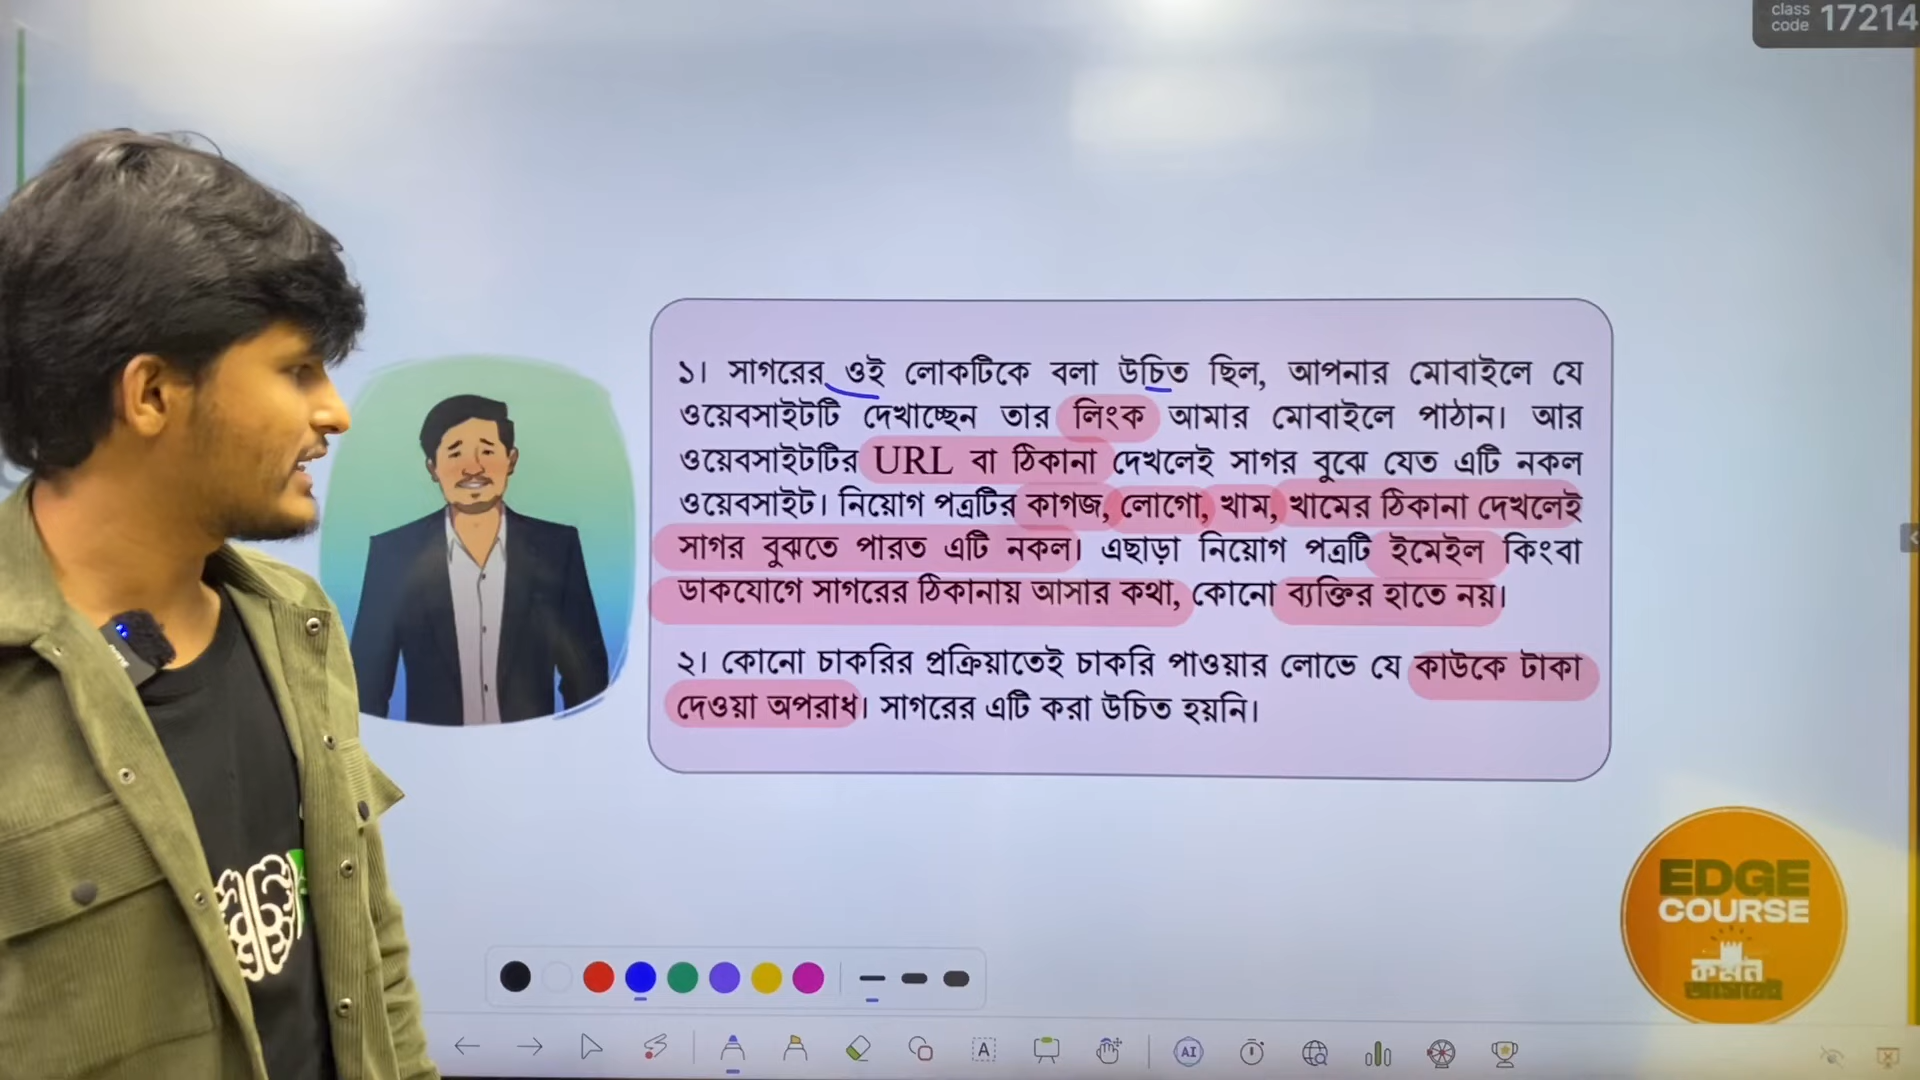 class
code 17214
১। সাগরের ওই লোকটিকে বলা উচিত ছিল, আপনার মোবাইলে যে
ওয়েবসাইটটি দেখাচ্ছেন তার লিংক আমার মোবাইলে পাঠান। আর
ওয়েবসাইটটির URL বা ঠিকানা দেখলেই সাগর বুঝে যেত এটি নকল
ওয়েবসাইট। নিয়োগ পত্রটির কাগজ, লোগো, খাম, খামের ঠিকানা দেখলেই
সাগর বুঝতে পারত এটি নকল। এছাড়া নিয়োগ পত্রটি ইমেইল কিংবা
ডাকযোগে সাগরের ঠিকানায় আসার কথা, কোনো ব্যক্তির হাতে নয়।
২। কোনো চাকরির প্রক্রিয়াতেই চাকরি পাওয়ার লোভে যে কাউকে টাকা
দেওয়া অপরাধ। সাগরের এটি করা উচিত হয়নি।
EDGE
COURSE
কমন
আসবেই
A
AI